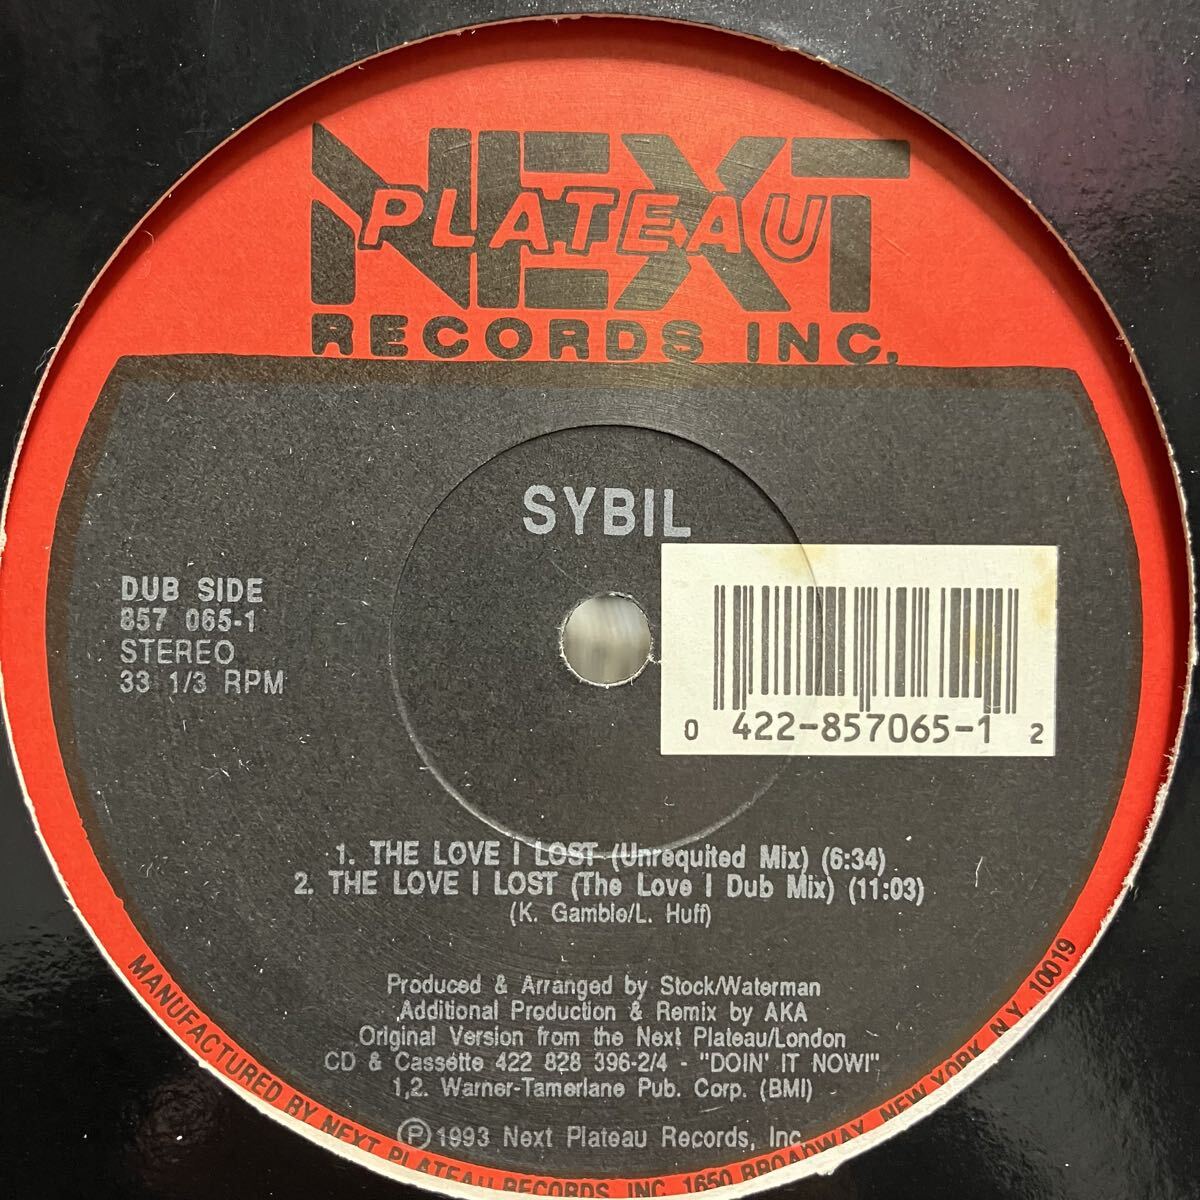 NEXT
PLATEAU
RECORDS INC.
SYBIL
DUB SIDE
857 065-1
STEREO
33 1/3 RPM
0 422-857065-1 2
1. THE LOVE I LOST (Unrequited Mix) (6:34)
2. THE LOVE I LOST (The Love I Dub Mix) (11:03)
(K. Gamble/L. Huff)
Produced & Arranged by Stock/Waterman
Additional Production & Remix by AKA
Original Version from the Next Plateau/London
CD & Cassette 422 828 396-2/4 - "DOIN' IT NOW!"
1,2. Warner-Tamerlane Pub. Corp. (BMI)
Ⓟ1993 Next Plateau Records, Inc.
MANUFACTURED BY NEXT PLATEAU RECORDS, INC. 1650 BROADWAY, NEW YORK, N.Y. 10019